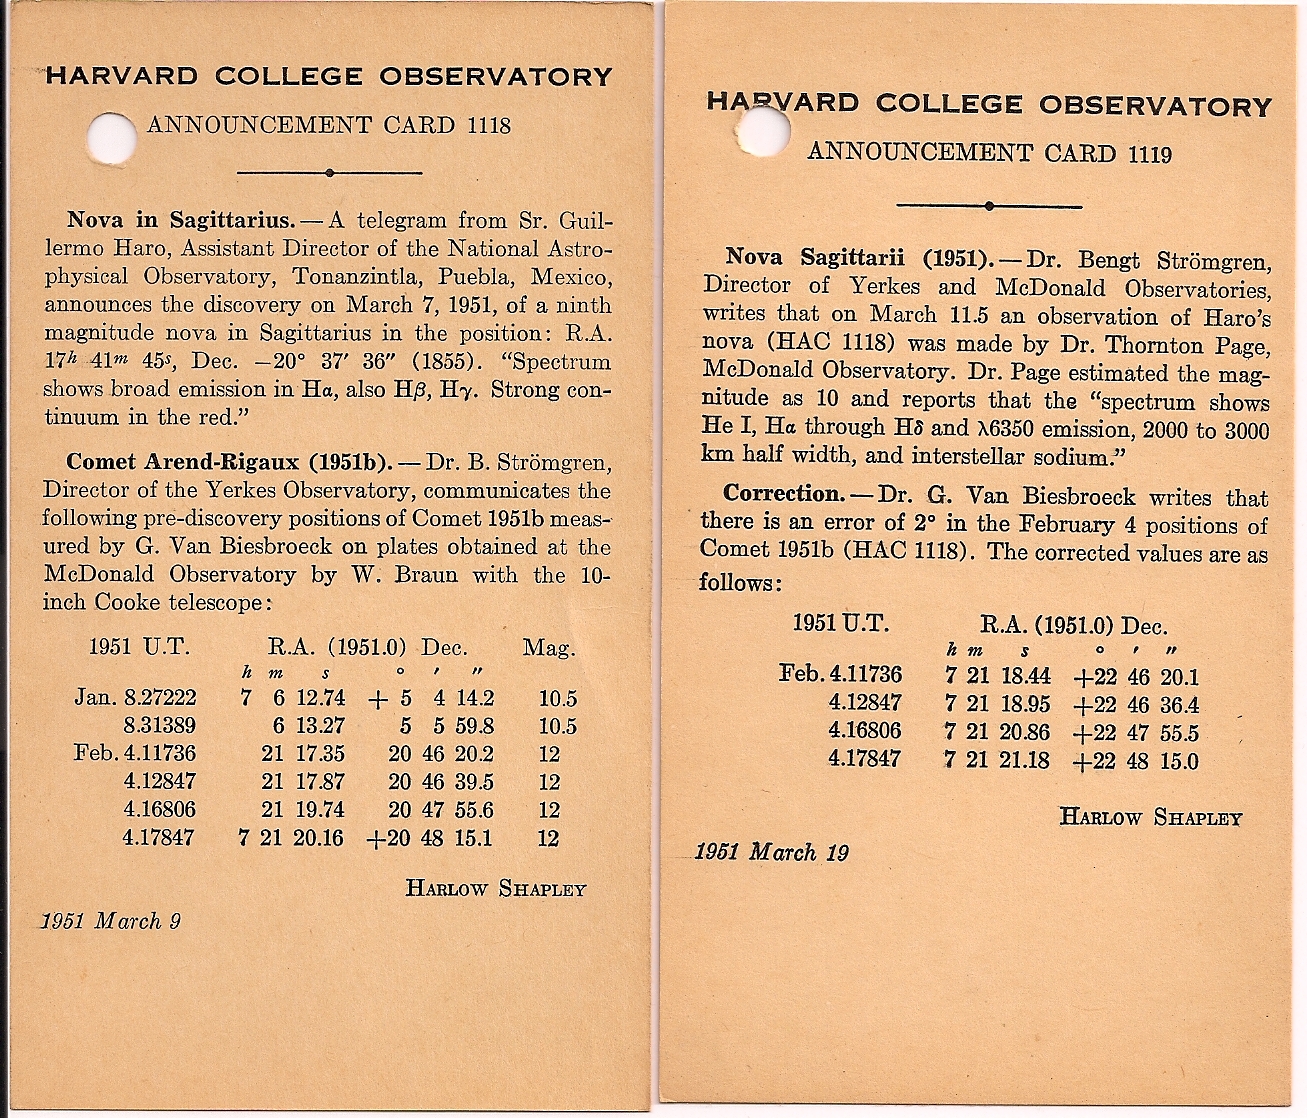 HARVARD COLLEGE OBSERVATORY
ANNOUNCEMENT CARD 1118
Nova in Sagittarius. — A telegram from Sr. Guil-
lermo Haro, Assistant Director of the National Astro-
physical Observatory, Tonanzintla, Puebla, Mexico,
announces the discovery on March 7, 1951, of a ninth
magnitude nova in Sagittarius in the position: R.A.
17h 41m 45s, Dec. −20° 37′ 36″ (1855). “Spectrum
shows broad emission in Hα, also Hβ, Hγ. Strong con-
tinuum in the red.”
Comet Arend-Rigaux (1951b). — Dr. B. Strömgren,
Director of the Yerkes Observatory, communicates the
following pre-discovery positions of Comet 1951b meas-
ured by G. Van Biesbroeck on plates obtained at the
McDonald Observatory by W. Braun with the 10-
inch Cooke telescope:
1951 U.T. R.A. (1951.0) Dec. Mag.
h m s ° ′ ″
Jan. 8.27222 7 6 12.74 + 5 4 14.2 10.5
8.31389 6 13.27 5 5 59.8 10.5
Feb. 4.11736 21 17.35 20 46 20.2 12
4.12847 21 17.87 20 46 39.5 12
4.16806 21 19.74 20 47 55.6 12
4.17847 7 21 20.16 +20 48 15.1 12
HARLOW SHAPLEY
1951 March 9
HARVARD COLLEGE OBSERVATORY
ANNOUNCEMENT CARD 1119
Nova Sagittarii (1951). — Dr. Bengt Strömgren,
Director of Yerkes and McDonald Observatories,
writes that on March 11.5 an observation of Haro’s
nova (HAC 1118) was made by Dr. Thornton Page,
McDonald Observatory. Dr. Page estimated the mag-
nitude as 10 and reports that the “spectrum shows
He I, Hα through Hδ and λ6350 emission, 2000 to 3000
km half width, and interstellar sodium.”
Correction. — Dr. G. Van Biesbroeck writes that
there is an error of 2° in the February 4 positions of
Comet 1951b (HAC 1118). The corrected values are as
follows:
1951 U.T. R.A. (1951.0) Dec.
h m s ° ′ ″
Feb. 4.11736 7 21 18.44 +22 46 20.1
4.12847 7 21 18.95 +22 46 36.4
4.16806 7 21 20.86 +22 47 55.5
4.17847 7 21 21.18 +22 48 15.0
HARLOW SHAPLEY
1951 March 19